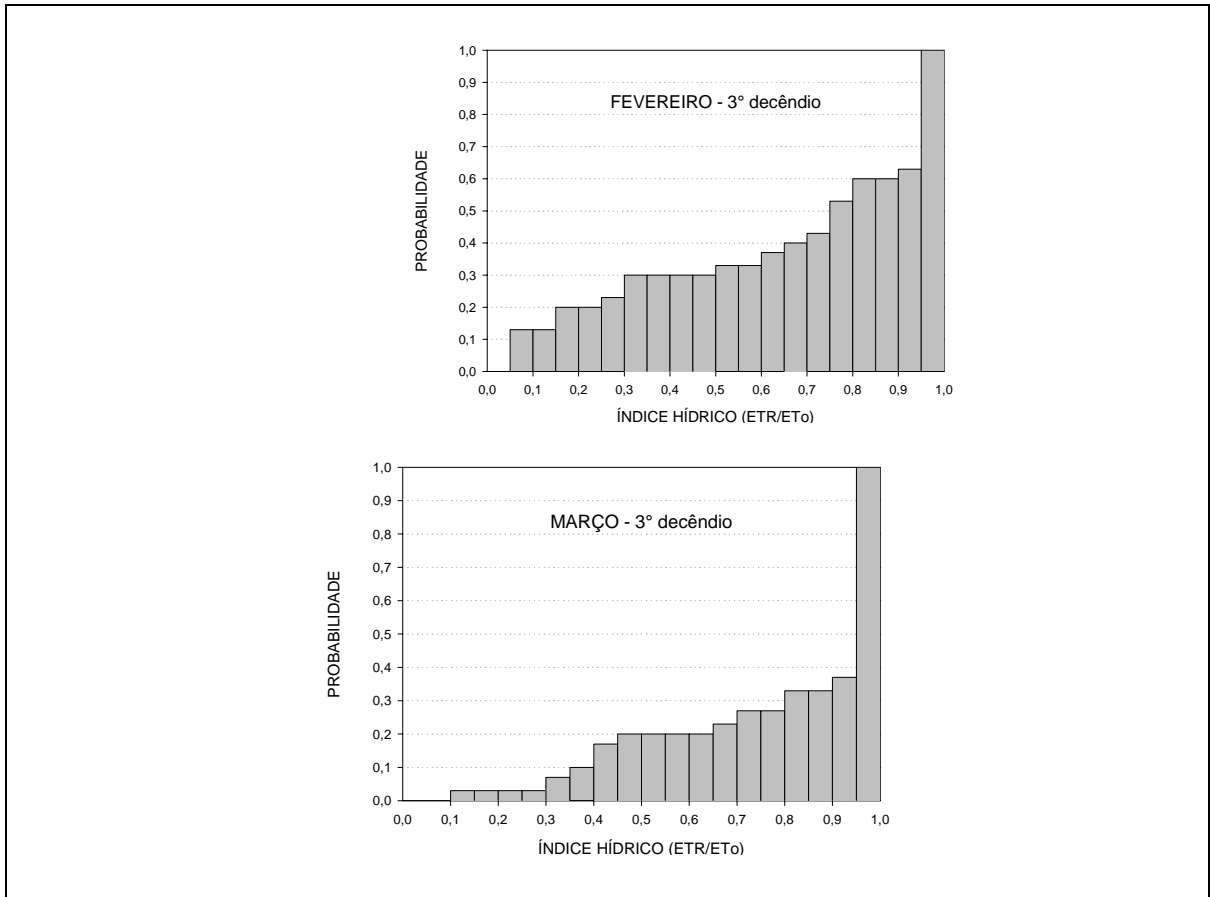 FEVEREIRO - 3° decêndio
PROBABILIDADE
1,0
0,9
0,8
0,7
0,6
0,5
0,4
0,3
0,2
0,1
0,0
0,0 0,1 0,2 0,3 0,4 0,5 0,6 0,7 0,8 0,9 1,0
ÍNDICE HÍDRICO (ETR/ETo)
MARÇO - 3° decêndio
PROBABILIDADE
1,0
0,9
0,8
0,7
0,6
0,5
0,4
0,3
0,2
0,1
0,0
0,0 0,1 0,2 0,3 0,4 0,5 0,6 0,7 0,8 0,9 1,0
ÍNDICE HÍDRICO (ETR/ETo)